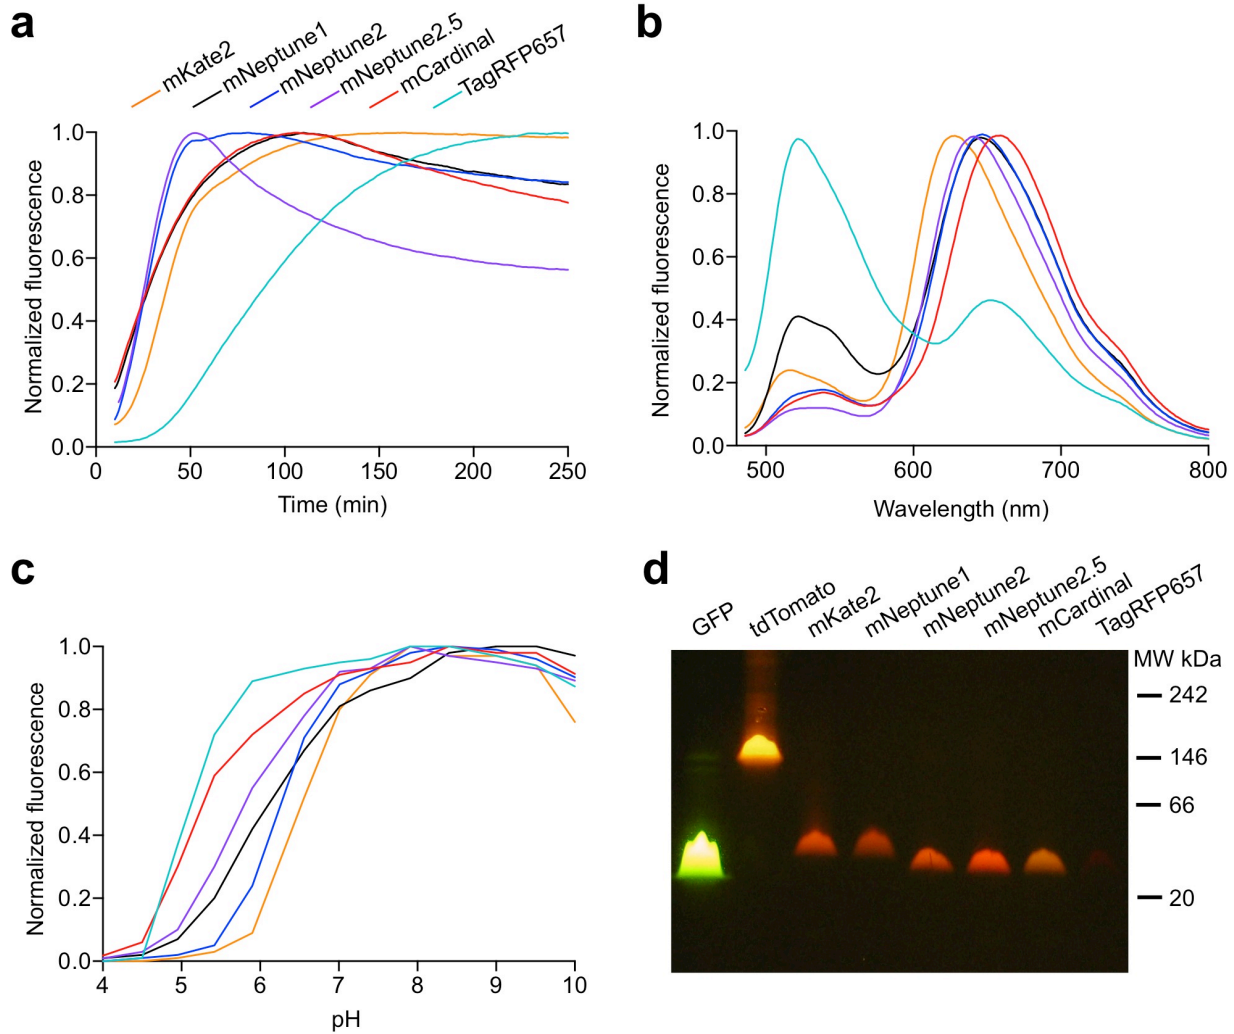 a
mKate2
mNeptune1
mNeptune2
mNeptune2.5
mCardinal
TagRFP657
Normalized fluorescence
1.0
0.8
0.6
0.4
0.2
0.0
0 50 100 150 200 250
Time (min)
b
Normalized fluorescence
1.0
0.8
0.6
0.4
0.2
0.0
500 600 700 800
Wavelength (nm)
c
Normalized fluorescence
1.0
0.8
0.6
0.4
0.2
0.0
4 5 6 7 8 9 10
pH
d
GFP
tdTomato
mKate2
mNeptune1
mNeptune2
mNeptune2.5
mCardinal
TagRFP657
MW kDa
242
146
66
20